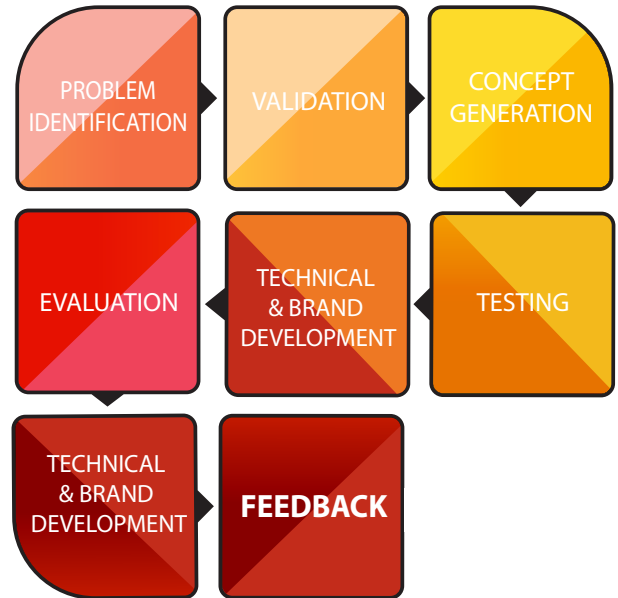 PROBLEM
IDENTIFICATION
VALIDATION
CONCEPT
GENERATION
EVALUATION
TECHNICAL
& BRAND
DEVELOPMENT
TESTING
TECHNICAL
& BRAND
DEVELOPMENT
FEEDBACK